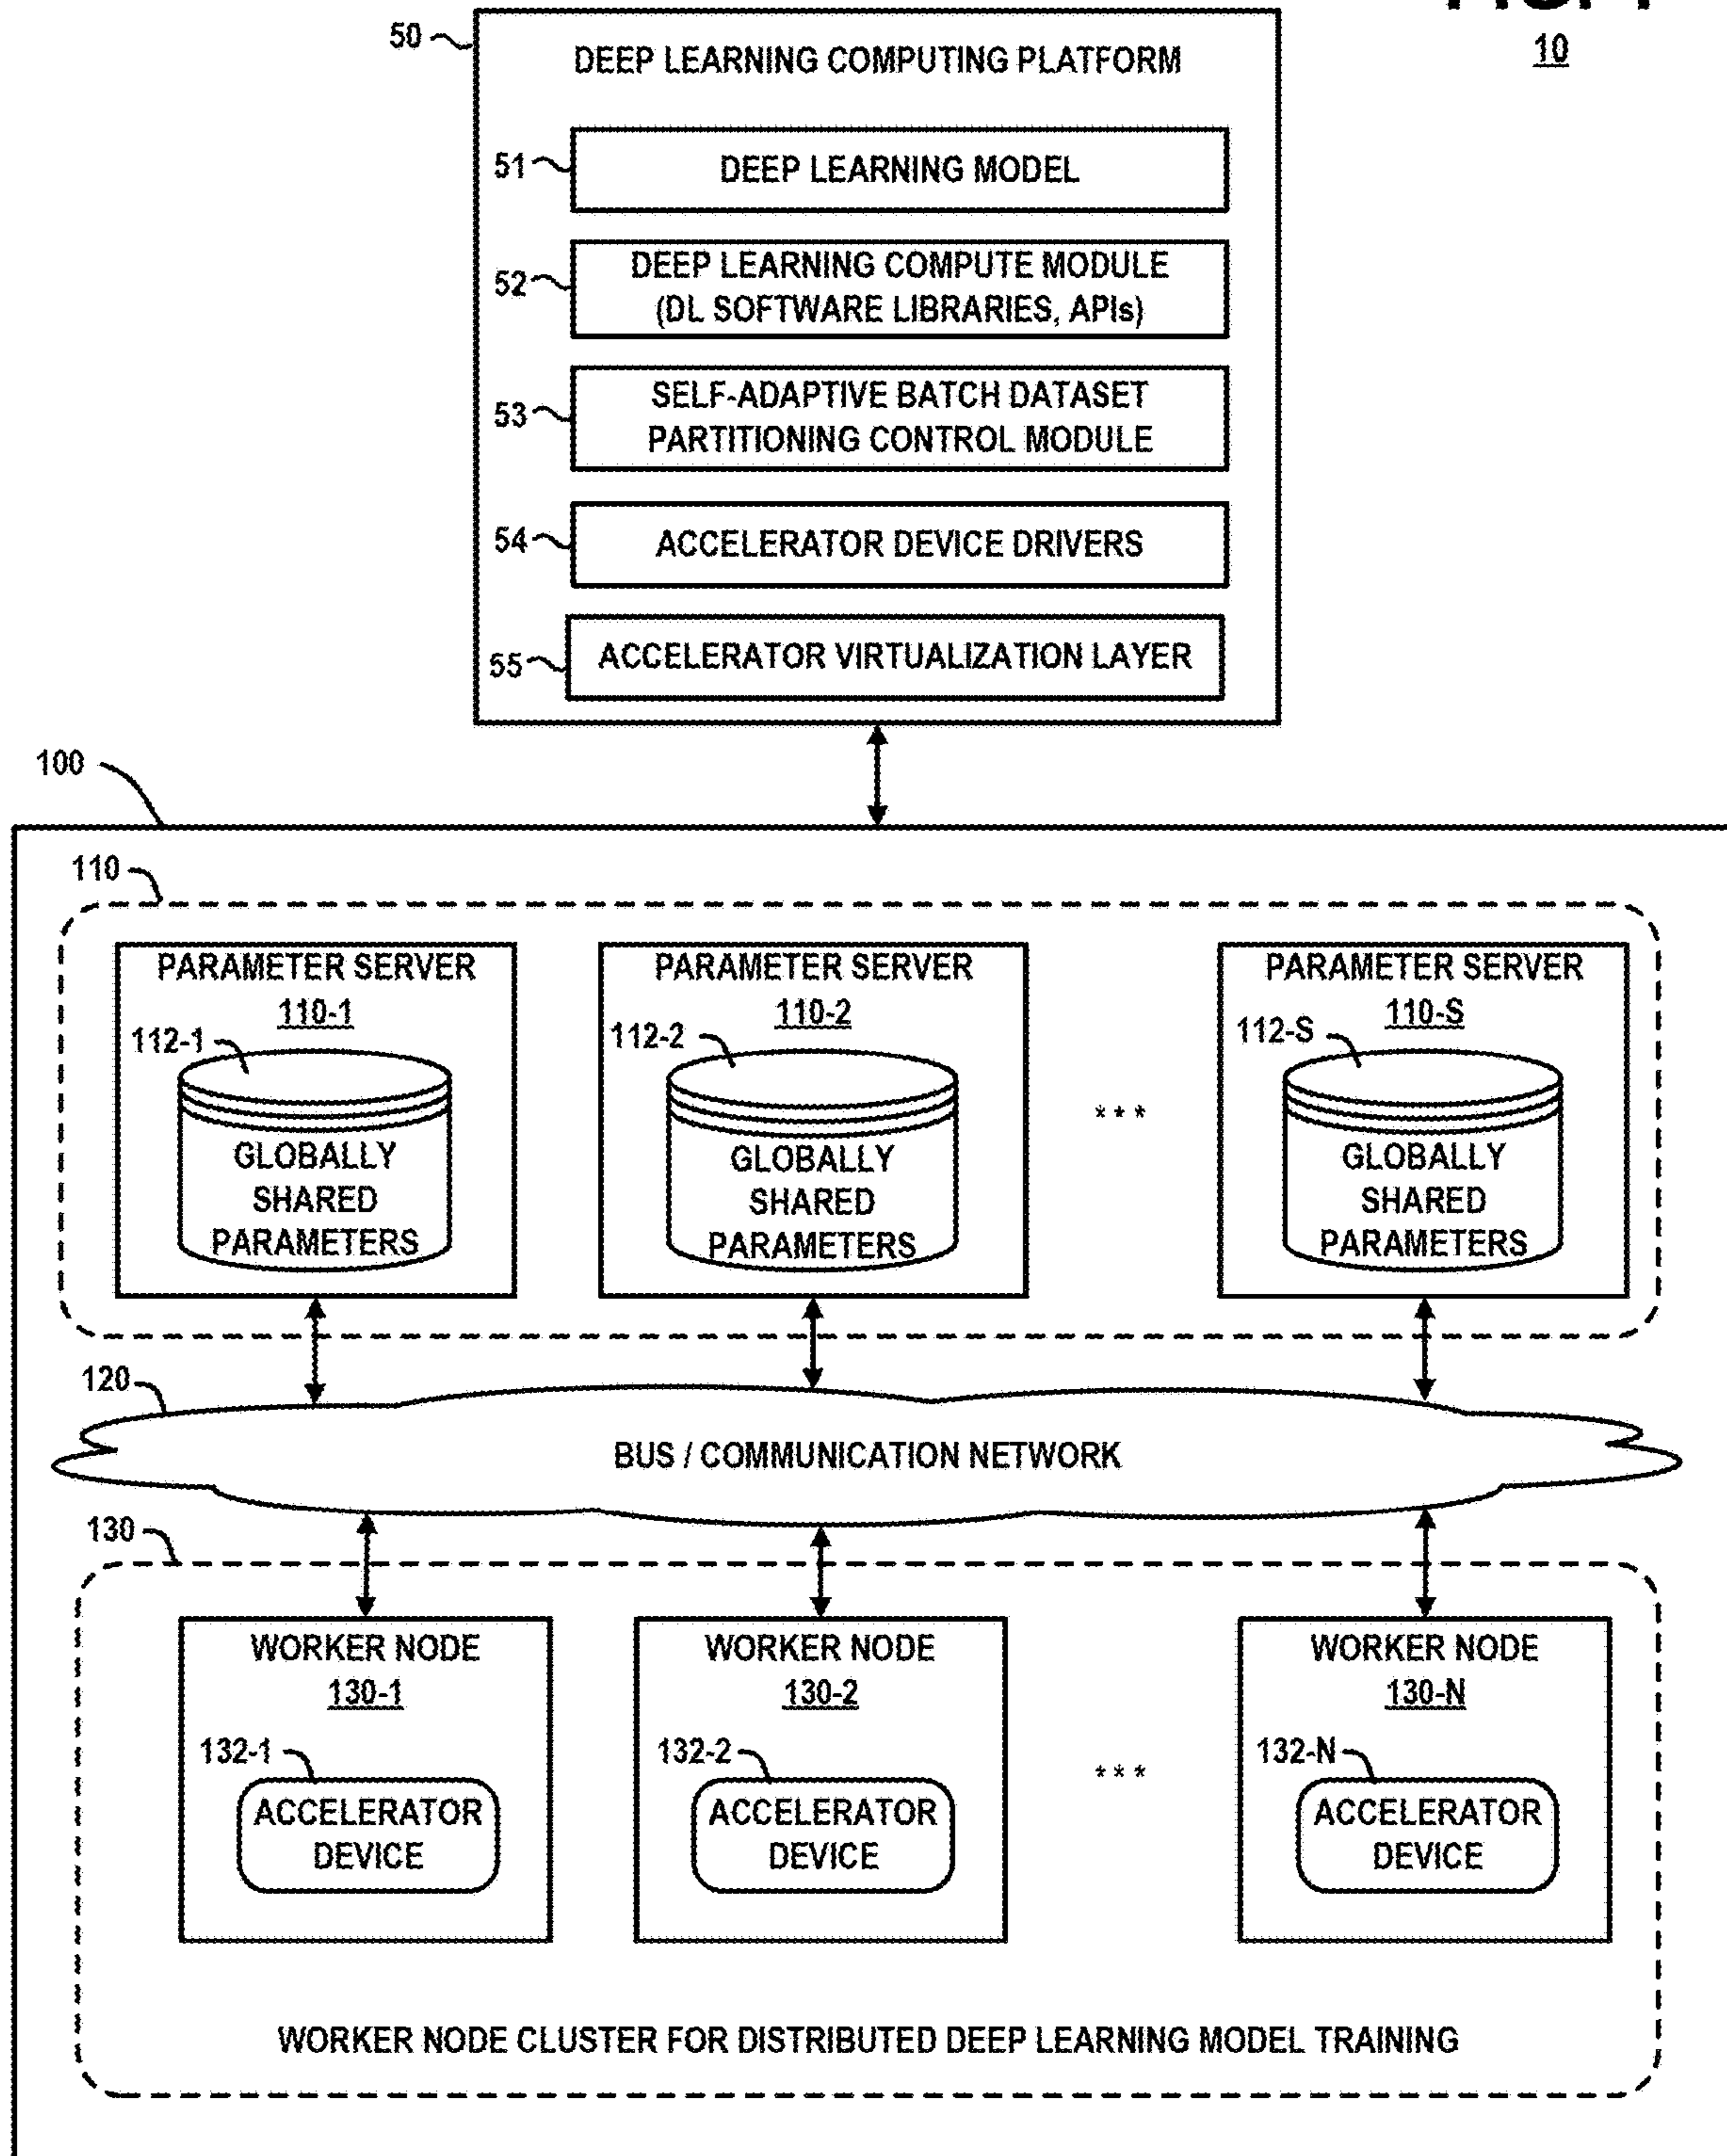 10
50
DEEP LEARNING COMPUTING PLATFORM
51
DEEP LEARNING MODEL
52
DEEP LEARNING COMPUTE MODULE
(DL SOFTWARE LIBRARIES, APIs)
53
SELF-ADAPTIVE BATCH DATASET
PARTITIONING CONTROL MODULE
54
ACCELERATOR DEVICE DRIVERS
55
ACCELERATOR VIRTUALIZATION LAYER
100
110
PARAMETER SERVER
110-1
112-1
GLOBALLY
SHARED
PARAMETERS
PARAMETER SERVER
110-2
112-2
GLOBALLY
SHARED
PARAMETERS
***
PARAMETER SERVER
110-S
112-S
GLOBALLY
SHARED
PARAMETERS
120
BUS / COMMUNICATION NETWORK
130
WORKER NODE
130-1
132-1
ACCELERATOR
DEVICE
WORKER NODE
130-2
132-2
ACCELERATOR
DEVICE
***
WORKER NODE
130-N
132-N
ACCELERATOR
DEVICE
WORKER NODE CLUSTER FOR DISTRIBUTED DEEP LEARNING MODEL TRAINING